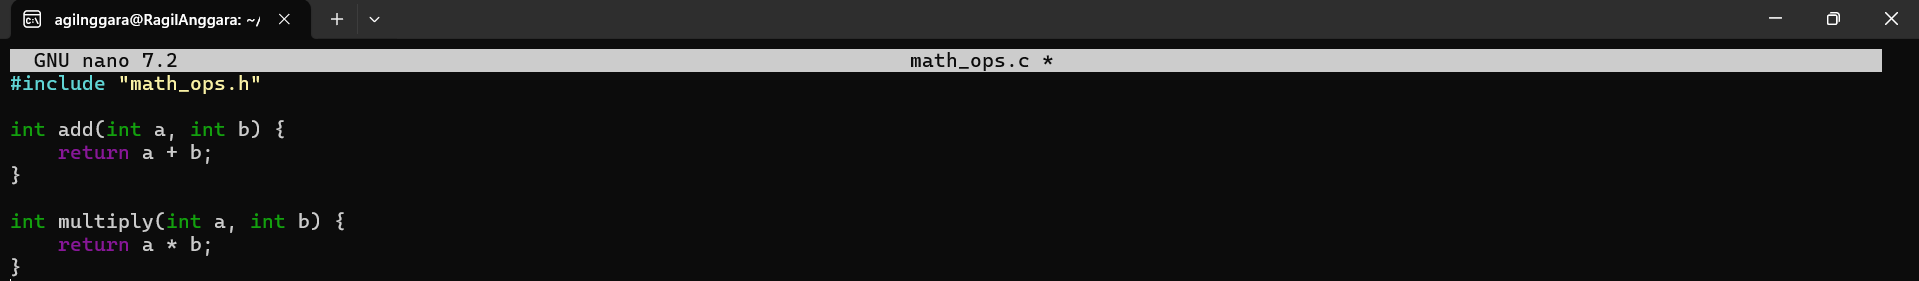 agilnggara@RagilAnggara: ~/
GNU nano 7.2 math_ops.c *
#include "math_ops.h"

int add(int a, int b) {
    return a + b;
}

int multiply(int a, int b) {
    return a * b;
}